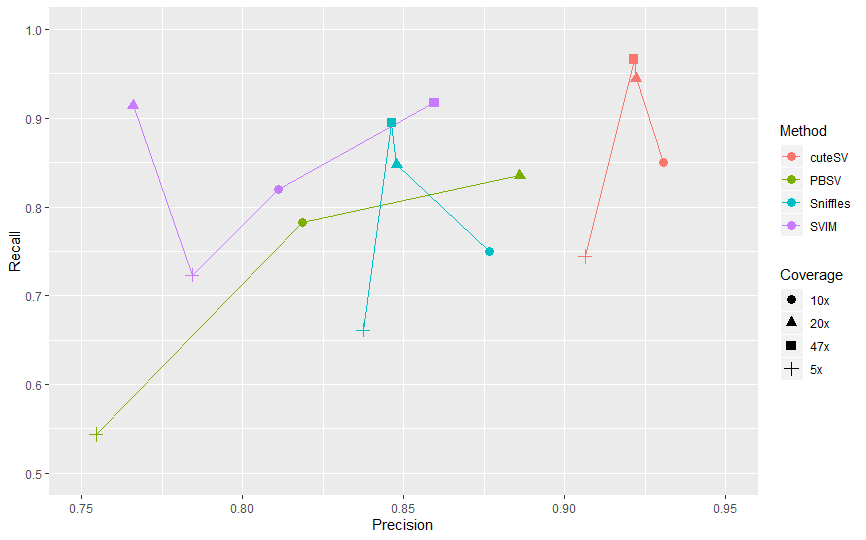 1.0
0.9
0.8
0.7
0.6
0.5
Recall
0.75
0.80
0.85
0.90
0.95
Precision
Method
cuteSV
PBSV
Sniffles
SVIM
Coverage
10x
20x
47x
5x